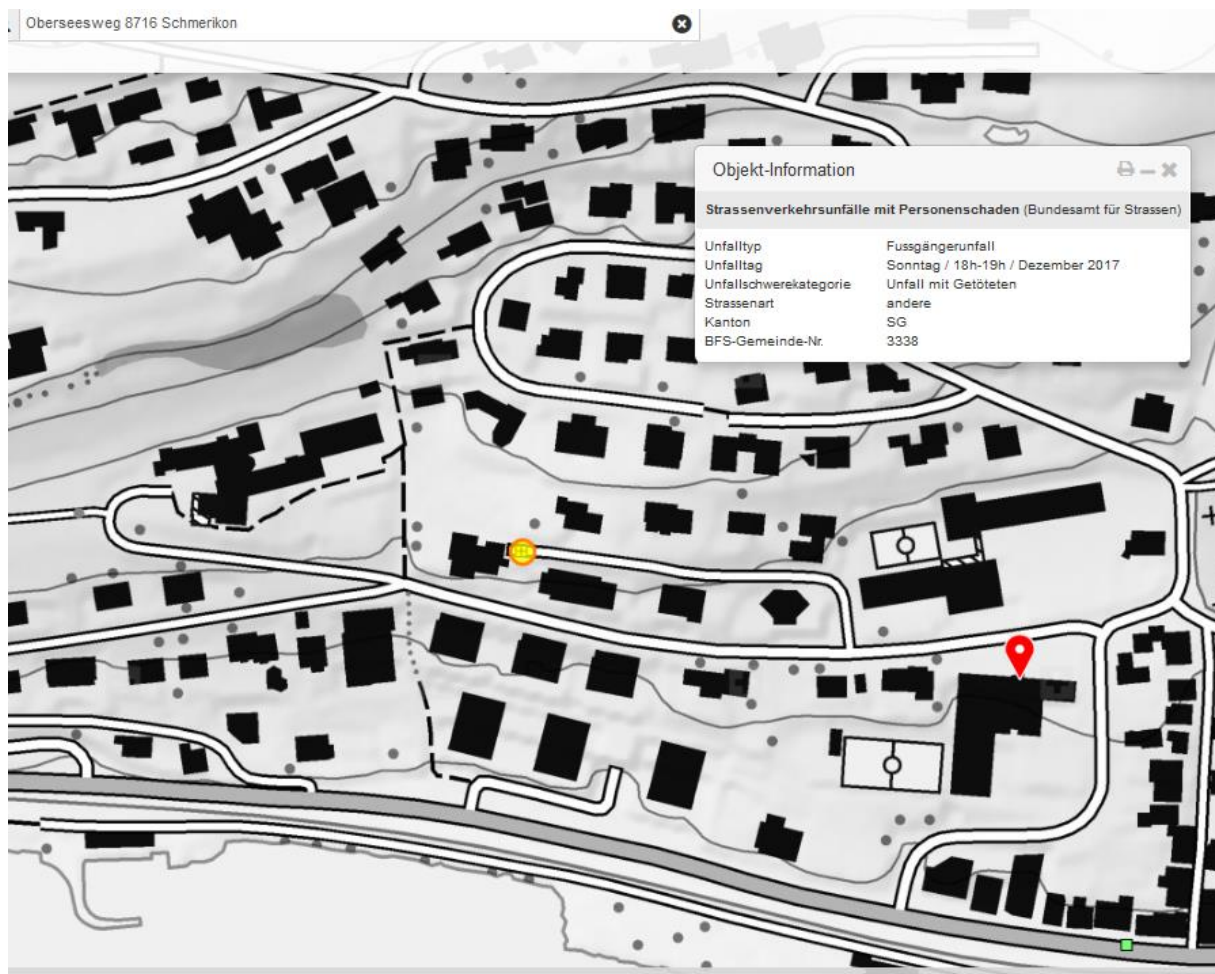 Oberseesweg 8716 Schmerikon
Objekt-Information
Strassenverkehrsunfälle mit Personenschaden (Bundesamt für Strassen)
Unfalltyp Fussgängerunfall
Unfalltag Sonntag / 18h-19h / Dezember 2017
Unfallschwerekategorie Unfall mit Getöteten
Strassenart andere
Kanton SG
BFS-Gemeinde-Nr. 3338